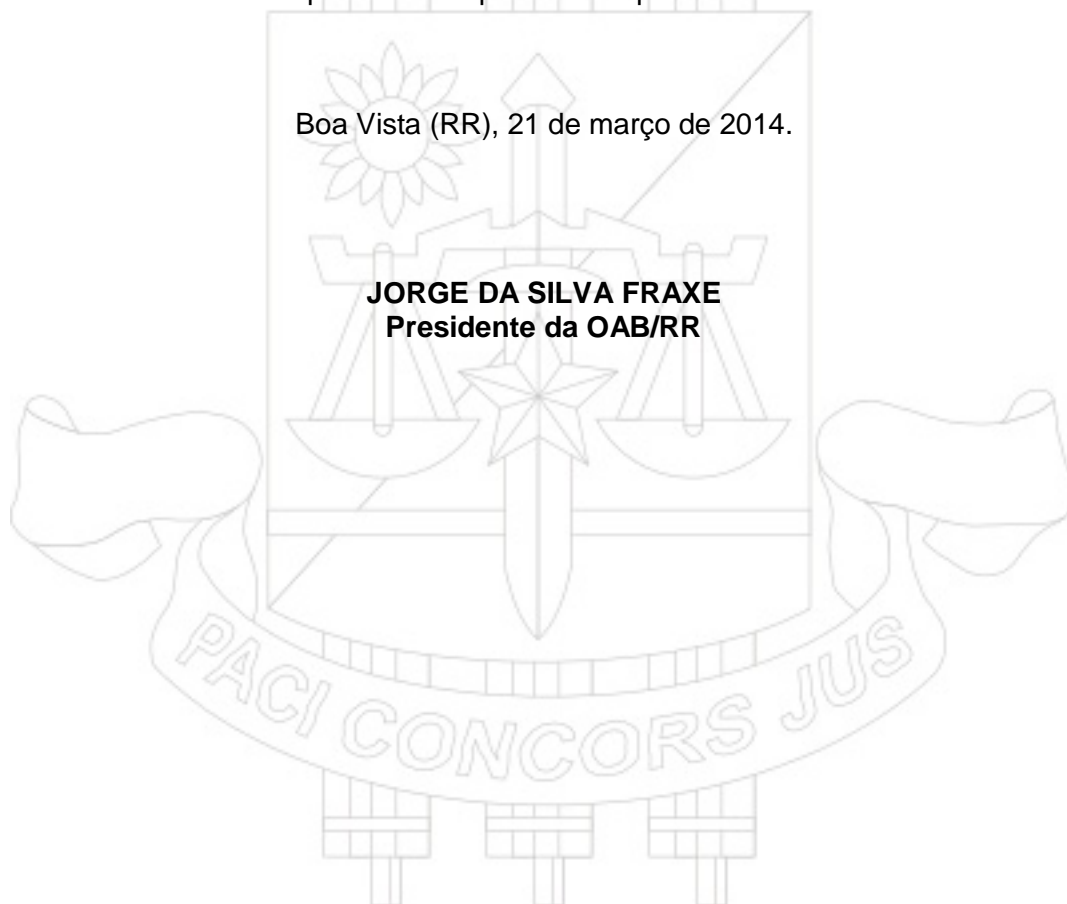 Boa Vista (RR), 21 de março de 2014.
JORGE DA SILVA FRAXE
Presidente da OAB/RR
PACI CONCORS JUS